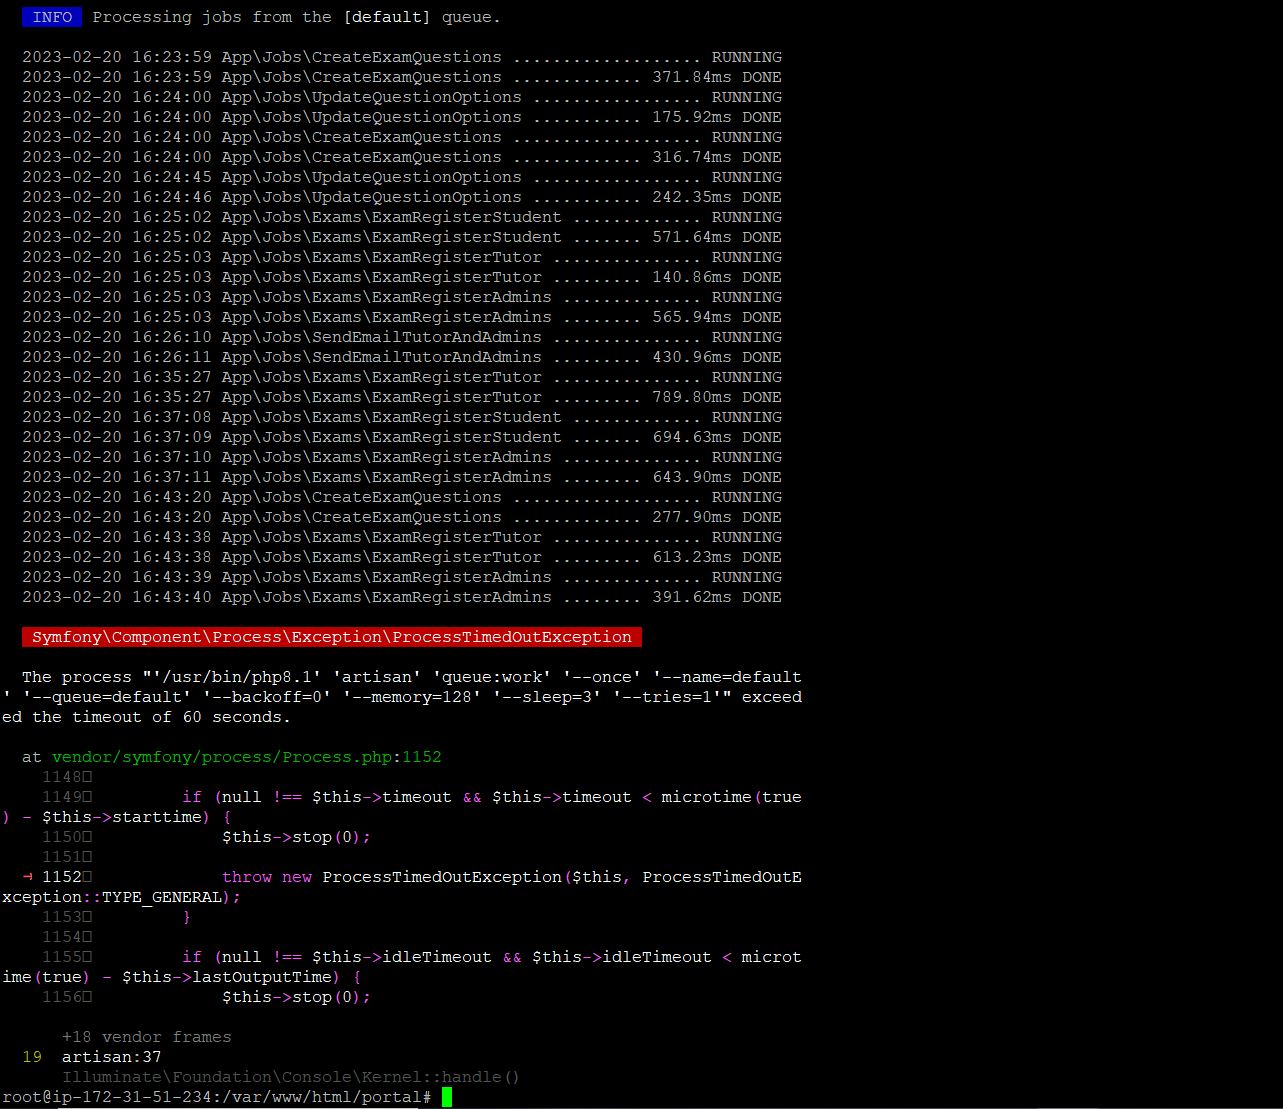 INFO  Processing jobs from the [default] queue.
2023-02-20 16:23:59 App\Jobs\CreateExamQuestions ................... RUNNING
2023-02-20 16:23:59 App\Jobs\CreateExamQuestions ............. 371.84ms DONE
2023-02-20 16:24:00 App\Jobs\UpdateQuestionOptions ................. RUNNING
2023-02-20 16:24:00 App\Jobs\UpdateQuestionOptions ........... 175.92ms DONE
2023-02-20 16:24:00 App\Jobs\CreateExamQuestions ................... RUNNING
2023-02-20 16:24:00 App\Jobs\CreateExamQuestions ............. 316.74ms DONE
2023-02-20 16:24:45 App\Jobs\UpdateQuestionOptions ................. RUNNING
2023-02-20 16:24:46 App\Jobs\UpdateQuestionOptions ........... 242.35ms DONE
2023-02-20 16:25:02 App\Jobs\Exams\ExamRegisterStudent ............. RUNNING
2023-02-20 16:25:02 App\Jobs\Exams\ExamRegisterStudent ....... 571.64ms DONE
2023-02-20 16:25:03 App\Jobs\Exams\ExamRegisterTutor ............... RUNNING
2023-02-20 16:25:03 App\Jobs\Exams\ExamRegisterTutor ......... 140.86ms DONE
2023-02-20 16:25:03 App\Jobs\Exams\ExamRegisterAdmins .............. RUNNING
2023-02-20 16:25:03 App\Jobs\Exams\ExamRegisterAdmins ........ 565.94ms DONE
2023-02-20 16:26:10 App\Jobs\SendEmailTutorAndAdmins ............... RUNNING
2023-02-20 16:26:11 App\Jobs\SendEmailTutorAndAdmins ......... 430.96ms DONE
2023-02-20 16:35:27 App\Jobs\Exams\ExamRegisterTutor ............... RUNNING
2023-02-20 16:35:27 App\Jobs\Exams\ExamRegisterTutor ......... 789.80ms DONE
2023-02-20 16:37:08 App\Jobs\Exams\ExamRegisterStudent ............. RUNNING
2023-02-20 16:37:09 App\Jobs\Exams\ExamRegisterStudent ....... 694.63ms DONE
2023-02-20 16:37:10 App\Jobs\Exams\ExamRegisterAdmins .............. RUNNING
2023-02-20 16:37:11 App\Jobs\Exams\ExamRegisterAdmins ........ 643.90ms DONE
2023-02-20 16:43:20 App\Jobs\CreateExamQuestions ................... RUNNING
2023-02-20 16:43:20 App\Jobs\CreateExamQuestions ............. 277.90ms DONE
2023-02-20 16:43:38 App\Jobs\Exams\ExamRegisterTutor ............... RUNNING
2023-02-20 16:43:38 App\Jobs\Exams\ExamRegisterTutor ......... 613.23ms DONE
2023-02-20 16:43:39 App\Jobs\Exams\ExamRegisterAdmins .............. RUNNING
2023-02-20 16:43:40 App\Jobs\Exams\ExamRegisterAdmins ........ 391.62ms DONE
Symfony\Component\Process\Exception\ProcessTimedOutException
The process "'/usr/bin/php8.1' 'artisan' 'queue:work' '--once' '--name=default
' '--queue=default' '--backoff=0' '--memory=128' '--sleep=3' '--tries=1'" exceed
ed the timeout of 60 seconds.
at vendor/symfony/process/Process.php:1152
1148▯
1149▯         if (null !== $this->timeout && $this->timeout < microtime(true
) - $this->starttime) {
1150▯             $this->stop(0);
1151▯
→ 1152▯             throw new ProcessTimedOutException($this, ProcessTimedOutE
xception::TYPE_GENERAL);
1153▯         }
1154▯
1155▯         if (null !== $this->idleTimeout && $this->idleTimeout < microt
ime(true) - $this->lastOutputTime) {
1156▯             $this->stop(0);
+18 vendor frames
19  artisan:37
Illuminate\Foundation\Console\Kernel::handle()
root@ip-172-31-51-234:/var/www/html/portal#